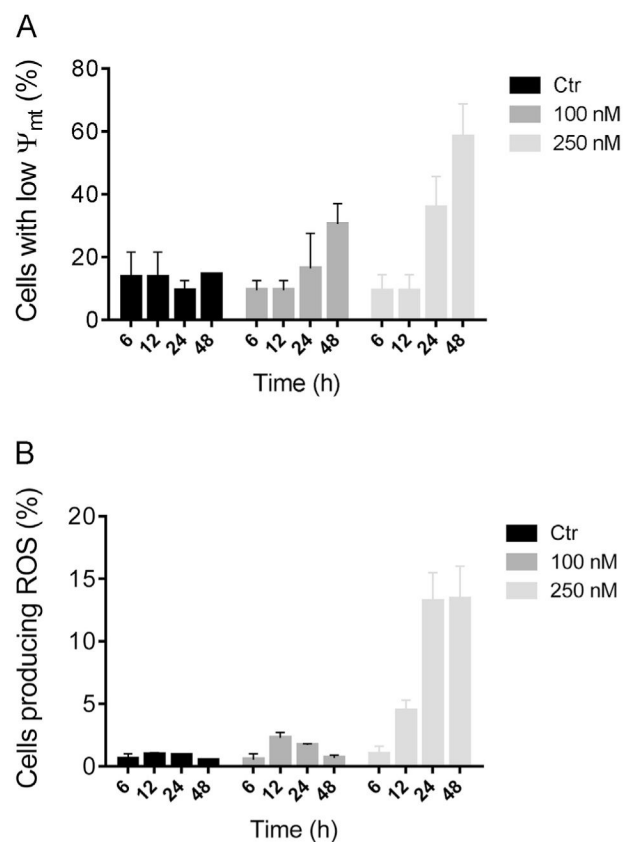 A
Cells with low Ψmt (%)
80
60
40
20
0
6 12 24 48 6 12 24 48 6 12 24 48
Time (h)
Ctr
100 nM
250 nM
B
Cells producing ROS (%)
20
15
10
5
0
6 12 24 48 6 12 24 48 6 12 24 48
Time (h)
Ctr
100 nM
250 nM